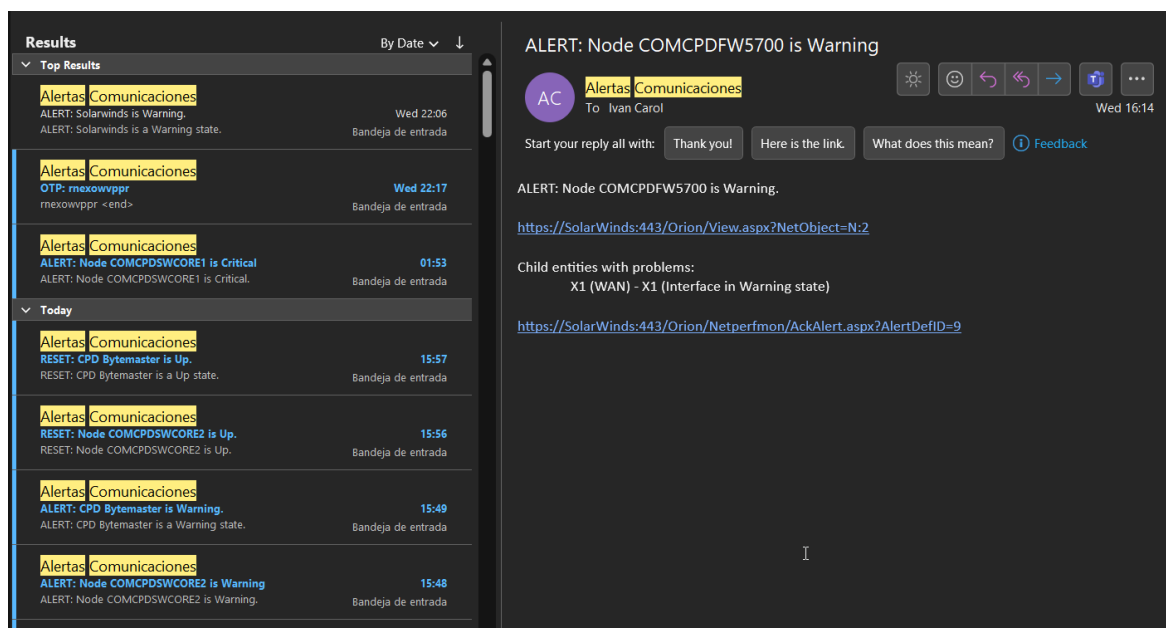 Results
By Date
Top Results
Alertas Comunicaciones
ALERT: Solarwinds is Warning.
Wed 22:06
ALERT: Solarwinds is a Warning state.
Bandeja de entrada
Alertas Comunicaciones
OTP: rnexowvppr
Wed 22:17
rnexowvppr <end>
Bandeja de entrada
Alertas Comunicaciones
ALERT: Node COMCPDSWCORE1 is Critical
01:53
ALERT: Node COMCPDSWCORE1 is Critical.
Bandeja de entrada
Today
Alertas Comunicaciones
RESET: CPD Bytemaster is Up.
15:57
RESET: CPD Bytemaster is a Up state.
Bandeja de entrada
Alertas Comunicaciones
RESET: Node COMCPDSWCORE2 is Up.
15:56
RESET: Node COMCPDSWCORE2 is Up.
Bandeja de entrada
Alertas Comunicaciones
ALERT: CPD Bytemaster is Warning.
15:49
ALERT: CPD Bytemaster is a Warning state.
Bandeja de entrada
Alertas Comunicaciones
ALERT: Node COMCPDSWCORE2 is Warning
15:48
ALERT: Node COMCPDSWCORE2 is Warning.
Bandeja de entrada
ALERT: Node COMCPDFW5700 is Warning
AC
Alertas Comunicaciones
To Ivan Carol
Wed 16:14
Start your reply all with: Thank you! Here is the link. What does this mean? Feedback
ALERT: Node COMCPDFW5700 is Warning.
https://SolarWinds:443/Orion/View.aspx?NetObject=N:2
Child entities with problems:
X1 (WAN) - X1 (Interface in Warning state)
https://SolarWinds:443/Orion/Netperfmon/AckAlert.aspx?AlertDefID=9